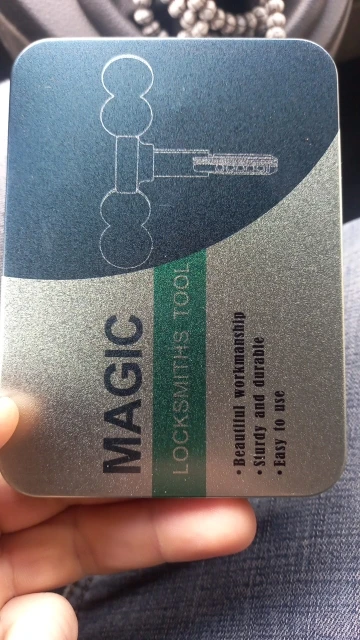 MAGIC
LOCKSMITHS TOOL
• Beautiful workmanship
• Sturdy and durable
• Easy to use